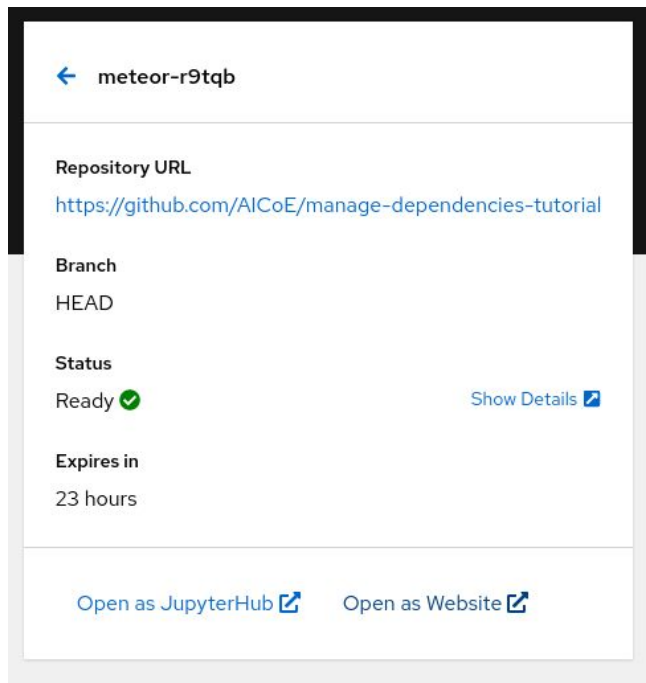 meteor-r9tqb
Repository URL
https://github.com/AICoE/manage-dependencies-tutorial
Branch
HEAD
Status
Ready Show Details
Expires in
23 hours
Open as JupyterHub Open as Website